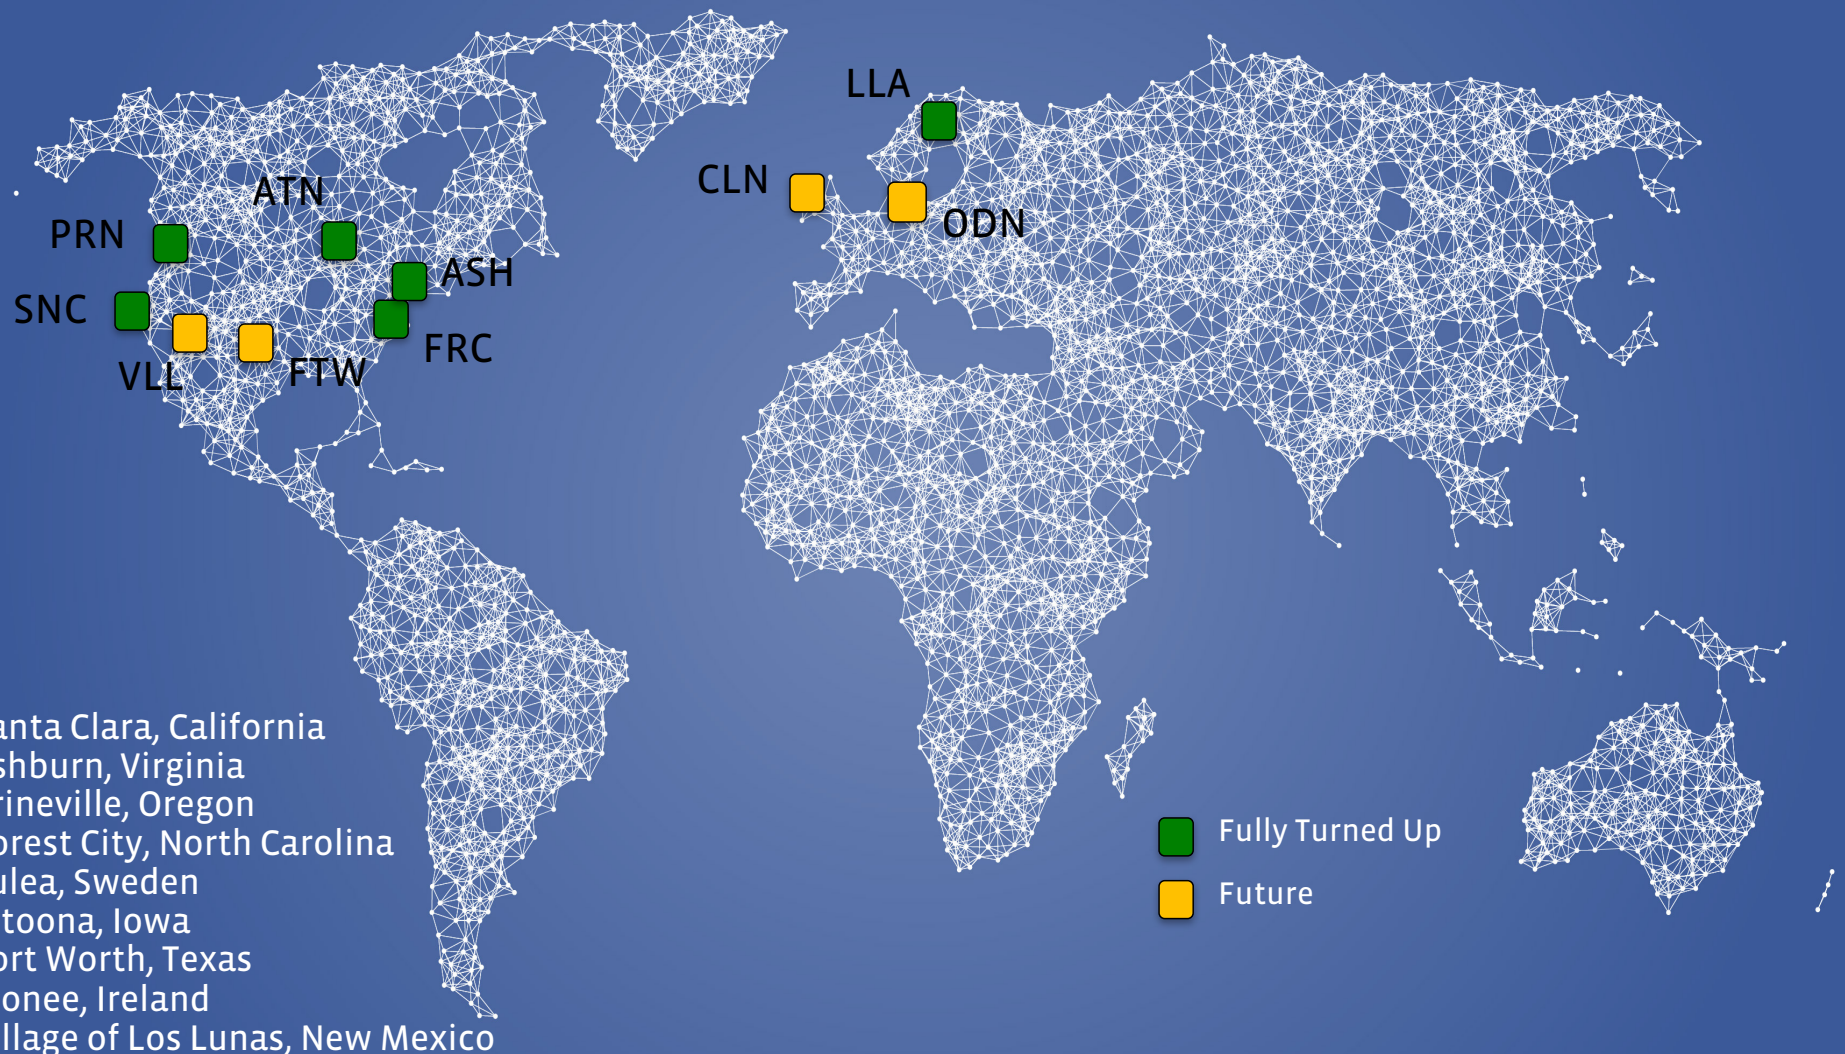 LLA
CLN
ATN
ODN
PRN
ASH
SNC
FRC
VLL
FTW
anta Clara, California
shburn, Virginia
rineville, Oregon
orest City, North Carolina
ulea, Sweden
toona, Iowa
ort Worth, Texas
onee, Ireland
llage of Los Lunas, New Mexico
Fully Turned Up
Future